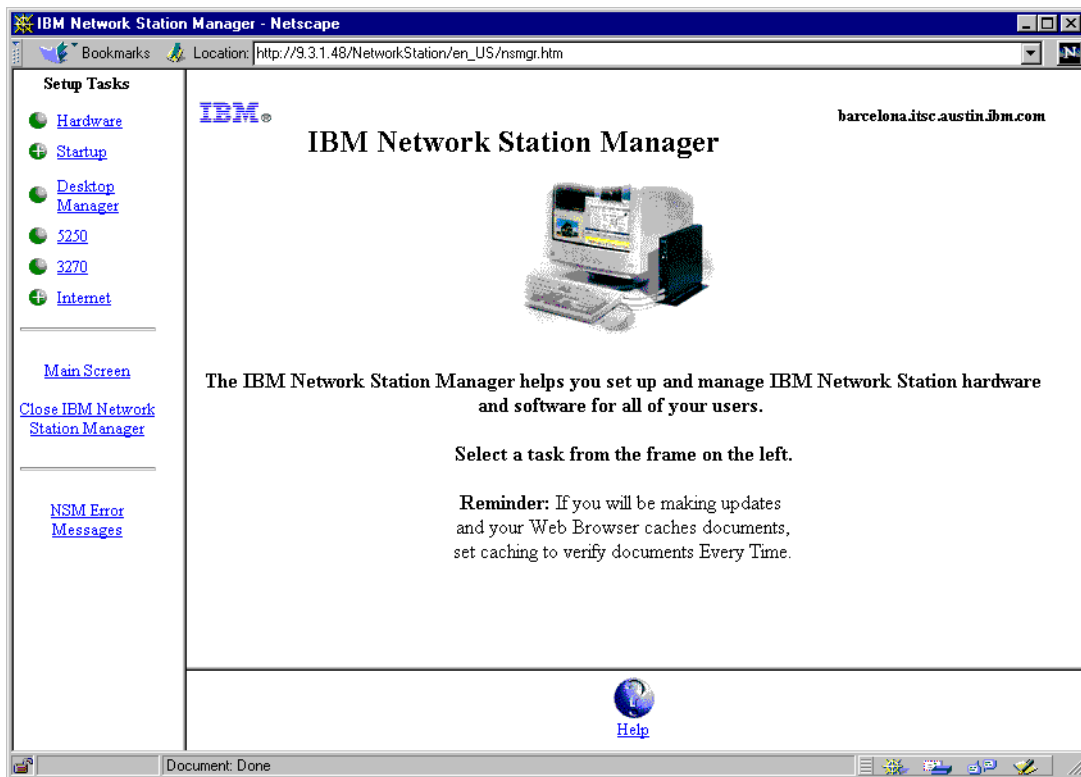 IBM Network Station Manager - Netscape
Bookmarks Location: http://9.3.1.48/NetworkStation/en_US/nsmgr.htm
N
Setup Tasks
Hardware
Startup
Desktop
Manager
5250
3270
Internet
Main Screen
Close IBM Network
Station Manager
NSM Error
Messages
IBM®
barcelona.itsc.austin.ibm.com
IBM Network Station Manager
The IBM Network Station Manager helps you set up and manage IBM Network Station hardware
and software for all of your users.
Select a task from the frame on the left.
Reminder: If you will be making updates
and your Web Browser caches documents,
set caching to verify documents Every Time.
Help
Document: Done